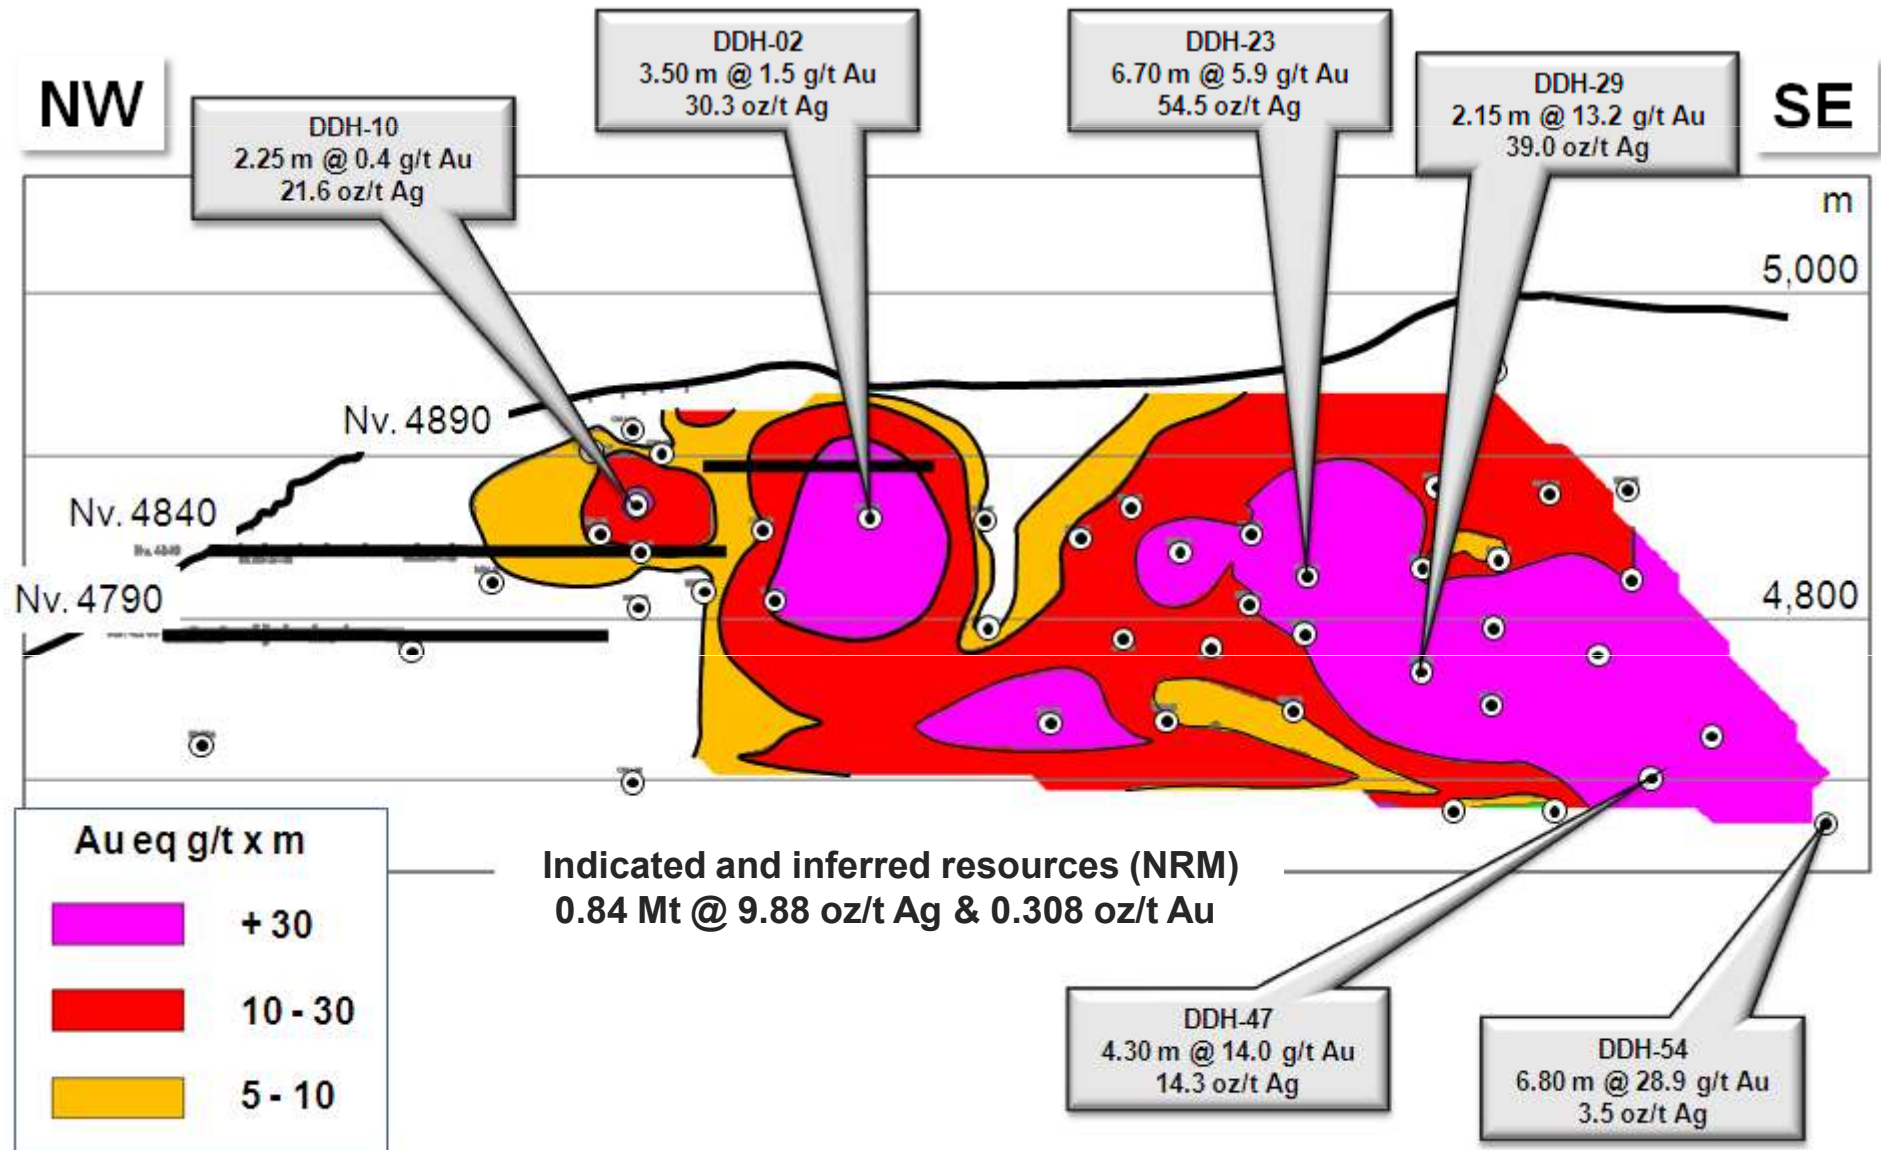 NW
DDH-10
2.25 m @ 0.4 g/t Au
21.6 oz/t Ag
DDH-02
3.50 m @ 1.5 g/t Au
30.3 oz/t Ag
DDH-23
6.70 m @ 5.9 g/t Au
54.5 oz/t Ag
DDH-29
2.15 m @ 13.2 g/t Au
39.0 oz/t Ag
SE
m
5,000
Nv. 4890
Nv. 4840
Nv. 4790
4,800
Au eq g/t x m
+ 30
10 - 30
5 - 10
Indicated and inferred resources (NRM)
0.84 Mt @ 9.88 oz/t Ag & 0.308 oz/t Au
DDH-47
4.30 m @ 14.0 g/t Au
14.3 oz/t Ag
DDH-54
6.80 m @ 28.9 g/t Au
3.5 oz/t Ag